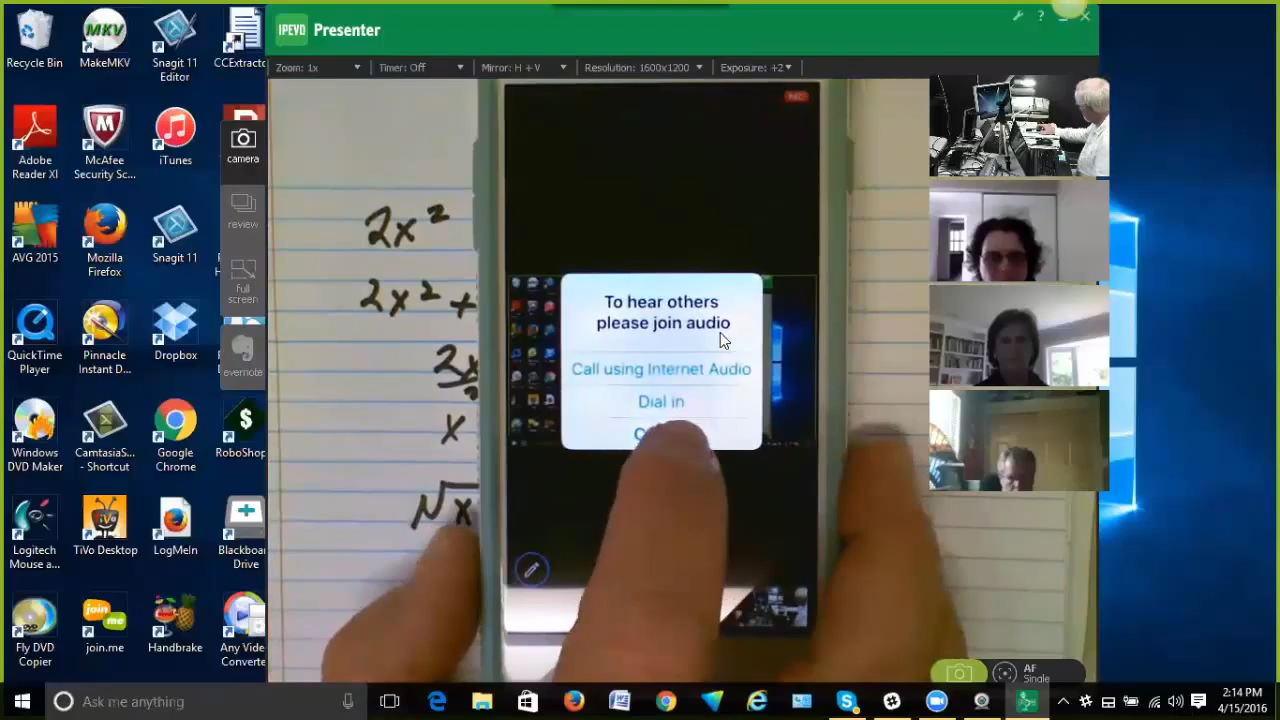 IPEVO Presenter
Zoom: 1x
Timer: Off
Mirror: H + V
Resolution: 1600x1200
Exposure: +2
Recycle Bin
MakeMKV
Snagit 11 Editor
CCExtractor
Adobe Reader XI
McAfee Security Sc...
iTunes
AVG 2015
Mozilla Firefox
Snagit 11
QuickTime Player
Pinnacle Instant D...
Dropbox
Windows DVD Maker
CamtasiaS... - Shortcut
Google Chrome
RoboShop
Logitech Mouse a...
TiVo Desktop
LogMeIn
Blackboar Drive
Fly DVD Copier
join.me
Handbrake
Any Video Converte
camera
review
full screen
evernote
2x²
2x² +
2x
x
√x
To hear others
please join audio
Call using Internet Audio
Dial in
AF
Single
Ask me anything
2:14 PM
4/15/2016